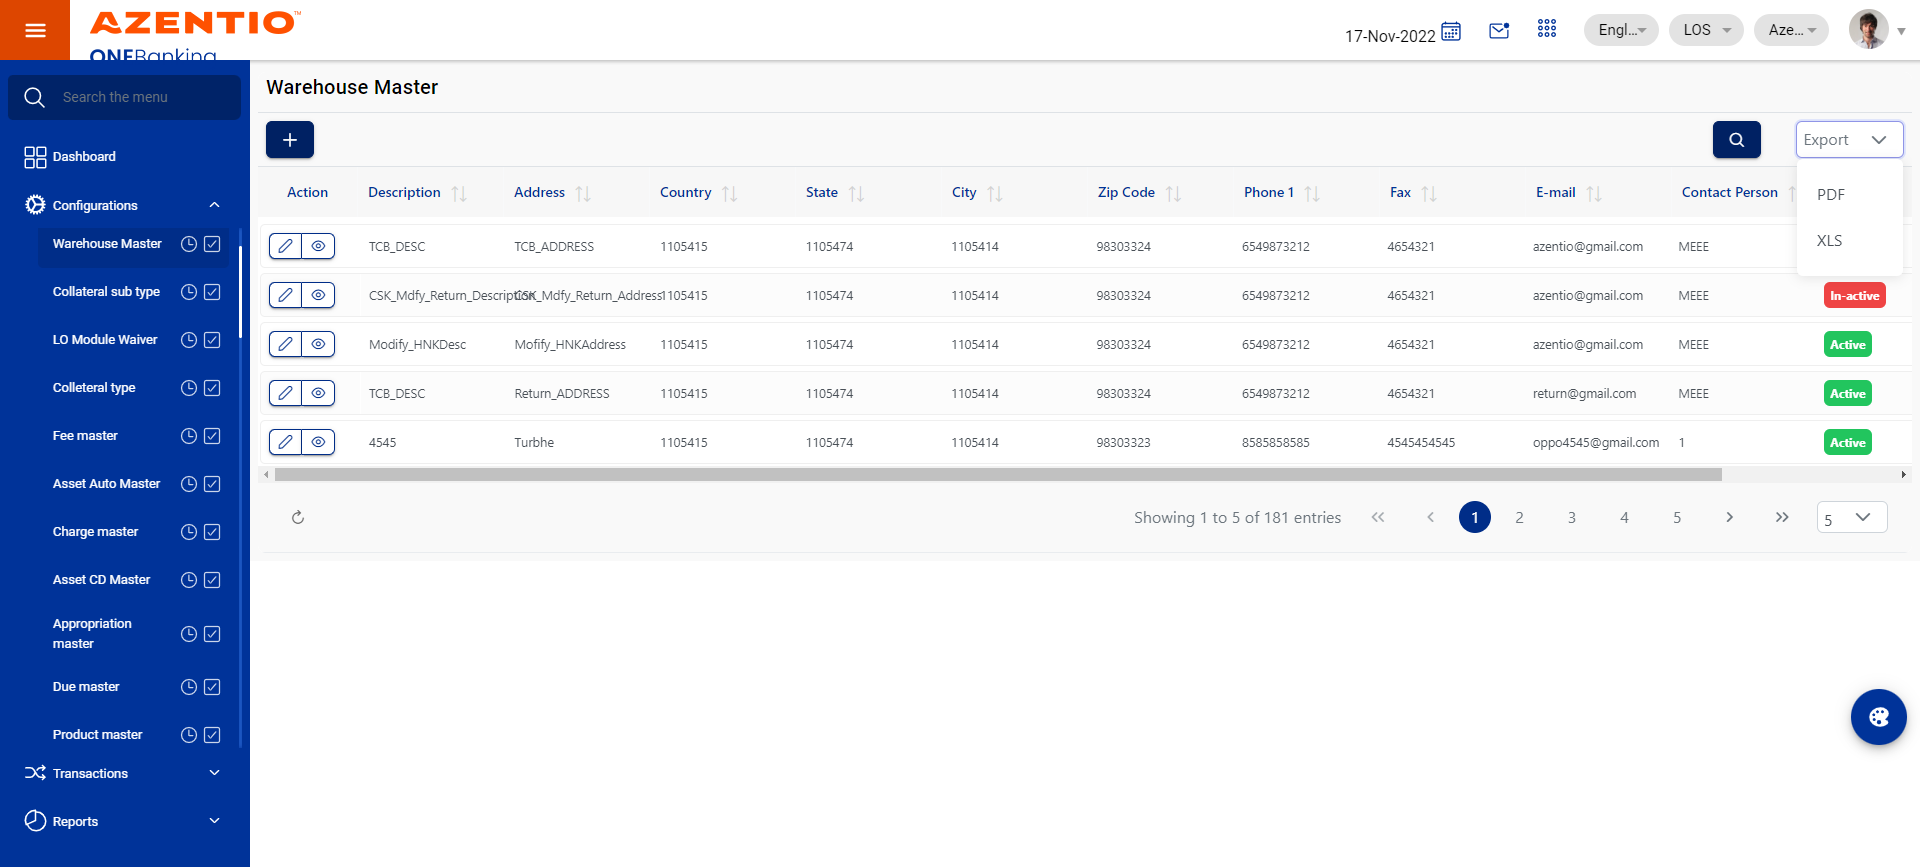 AZENTIO™
ONEBanking
17-Nov-2022
Engl...
LOS
Aze...
Search the menu
Dashboard
Configurations
Warehouse Master
Collateral sub type
LO Module Waiver
Colleteral type
Fee master
Asset Auto Master
Charge master
Asset CD Master
Appropriation
master
Due master
Product master
Transactions
Reports
Warehouse Master
Export
PDF
XLS
Action Description Address Country State City Zip Code Phone 1 Fax E-mail Contact Person
TCB_DESC TCB_ADDRESS 1105415 1105474 1105414 98303324 6549873212 4654321 azentio@gmail.com MEEE
CSK_Mdfy_Return_Description CSK_Mdfy_Return_Address 1105415 1105474 1105414 98303324 6549873212 4654321 azentio@gmail.com MEEE In-active
Modify_HNKDesc Mofify_HNKAddress 1105415 1105474 1105414 98303324 6549873212 4654321 azentio@gmail.com MEEE Active
TCB_DESC Return_ADDRESS 1105415 1105474 1105414 98303324 6549873212 4654321 return@gmail.com MEEE Active
4545 Turbhe 1105415 1105474 1105414 98303323 8585858585 4545454545 oppo4545@gmail.com 1 Active
Showing 1 to 5 of 181 entries
1 2 3 4 5
5